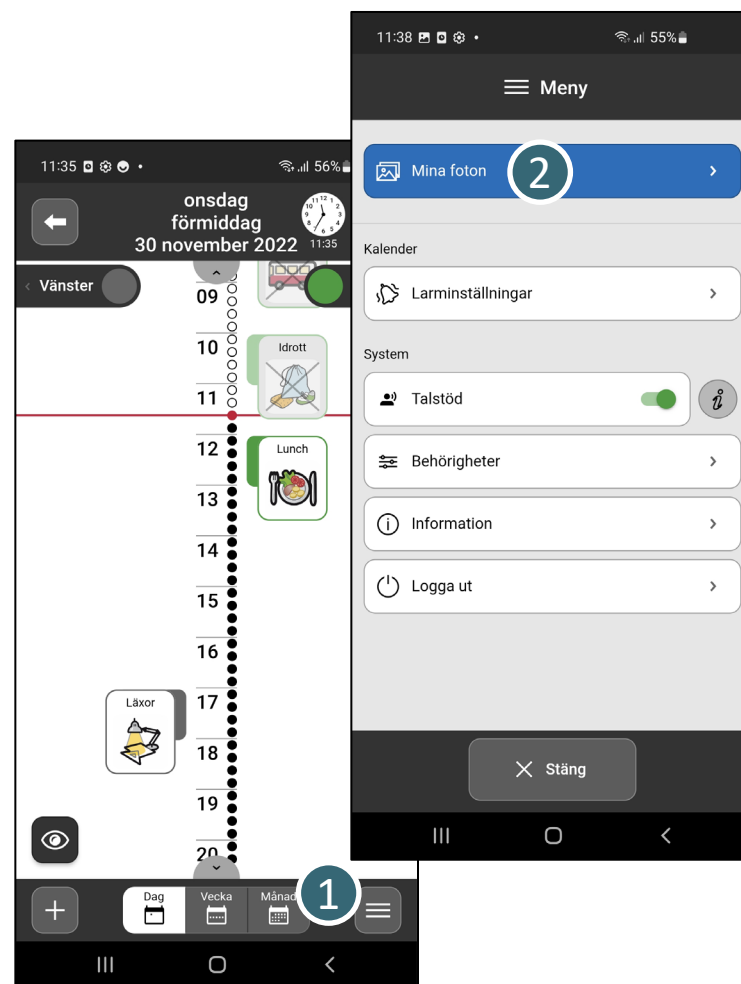 11:35
56%
onsdag
förmiddag
30 november 2022
11:35
Vänster
09
10
11
12
13
14
15
16
17
18
19
20
Idrott
Lunch
Läxor
Dag
Vecka
Månad
1
11:38
55%
Meny
Mina foton
2
Kalender
Larminställningar
System
Talstöd
i
Behörigheter
Information
Logga ut
Stäng